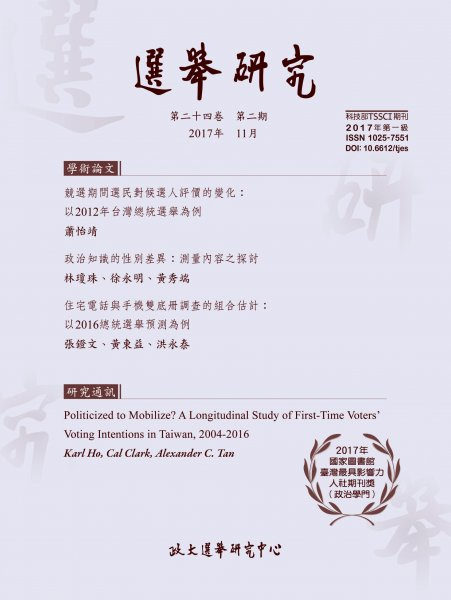 選舉研究
第二十四卷 第二期
2017年 11月
科技部TSSCI期刊
2017年第一級
ISSN 1025-7551
DOI: 10.6612/tjes
學術論文
競選期間選民對候選人評價的變化：
以2012年台灣總統選舉為例
蕭怡靖
政治知識的性別差異：測量內容之探討
林瓊珠、徐永明、黃秀端
住宅電話與手機雙底冊調查的組合估計：
以2016總統選舉預測為例
張鐙文、黃東益、洪永泰
研究通訊
Politicized to Mobilize? A Longitudinal Study of First-Time Voters’
Voting Intentions in Taiwan, 2004-2016
Karl Ho, Cal Clark, Alexander C. Tan
2017年
國家圖書館
臺灣最具影響力
人社期刊獎
（政治學門）
政大選舉研究中心